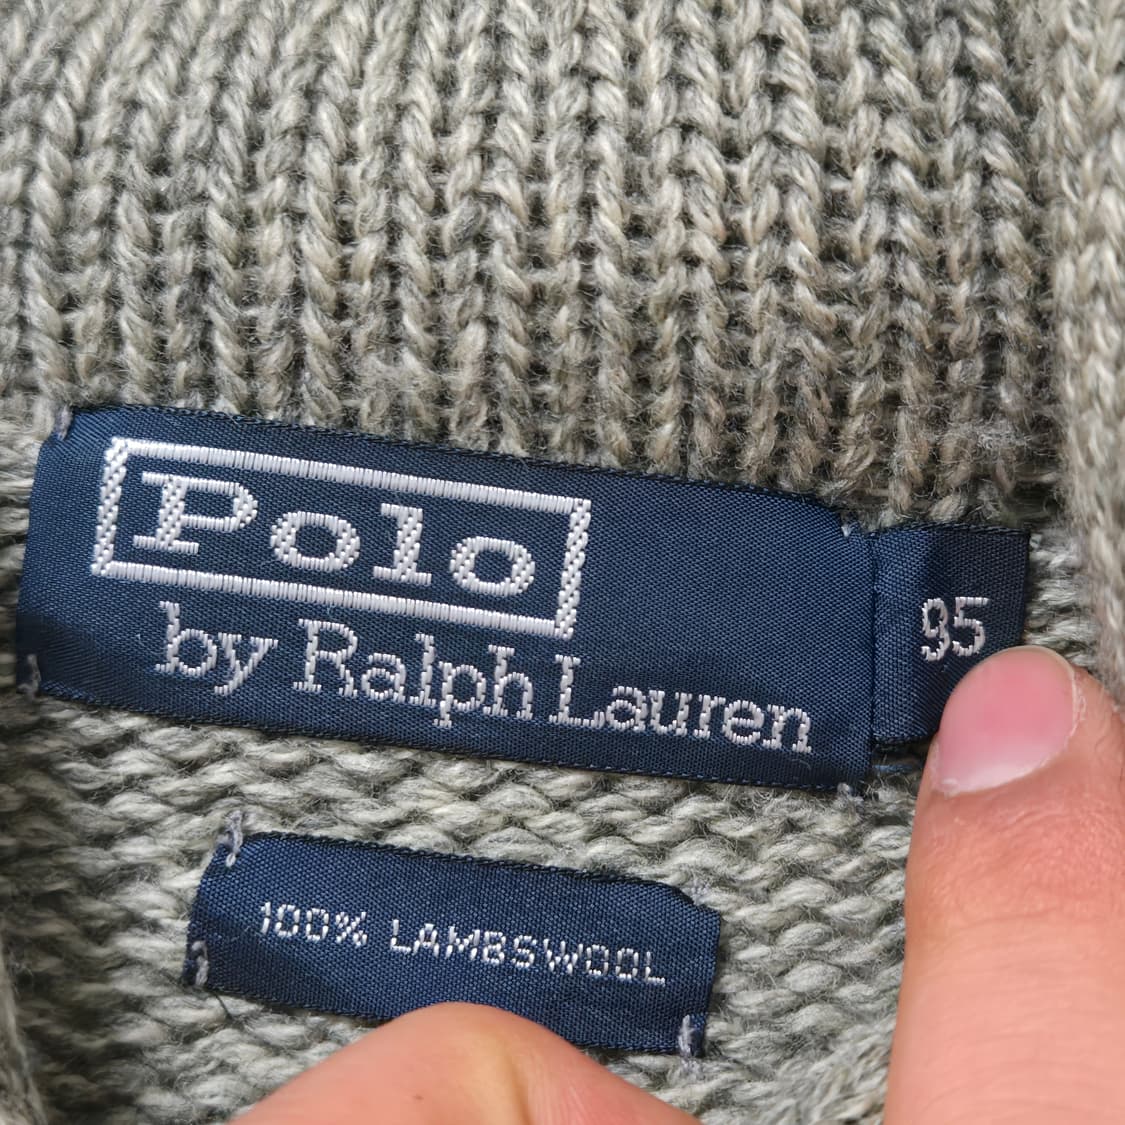 Polo
by Ralph Lauren
95
100% LAMBSWOOL